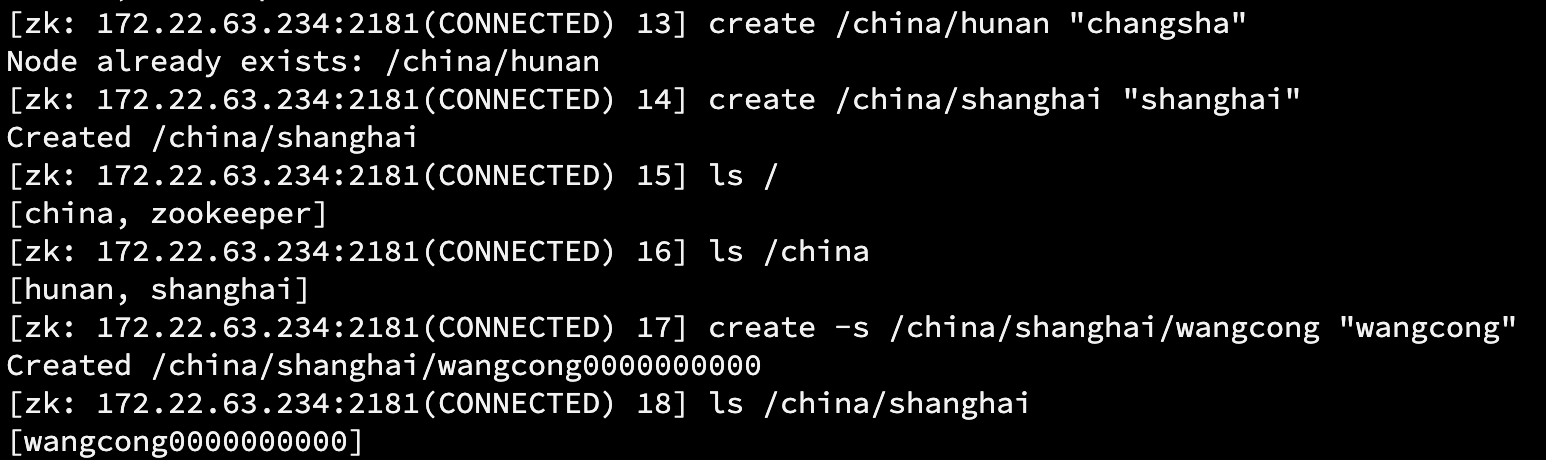 [zk: 172.22.63.234:2181(CONNECTED) 13] create /china/hunan "changsha"
Node already exists: /china/hunan
[zk: 172.22.63.234:2181(CONNECTED) 14] create /china/shanghai "shanghai"
Created /china/shanghai
[zk: 172.22.63.234:2181(CONNECTED) 15] ls /
[china, zookeeper]
[zk: 172.22.63.234:2181(CONNECTED) 16] ls /china
[hunan, shanghai]
[zk: 172.22.63.234:2181(CONNECTED) 17] create -s /china/shanghai/wangcong "wangcong"
Created /china/shanghai/wangcong0000000000
[zk: 172.22.63.234:2181(CONNECTED) 18] ls /china/shanghai
[wangcong0000000000]